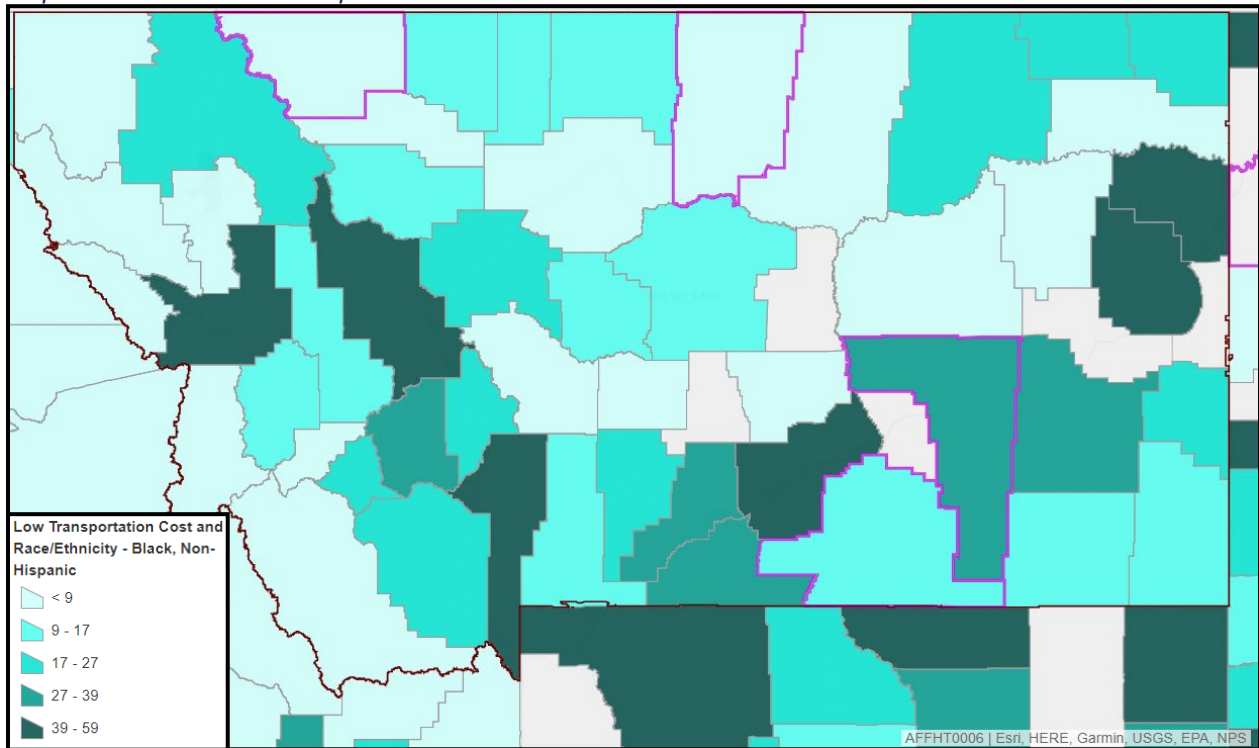 Low Transportation Cost and
Race/Ethnicity - Black, Non-
Hispanic
< 9
9 - 17
17 - 27
27 - 39
39 - 59
AFFHT0006 | Esri, HERE, Garmin, USGS, EPA, NPS